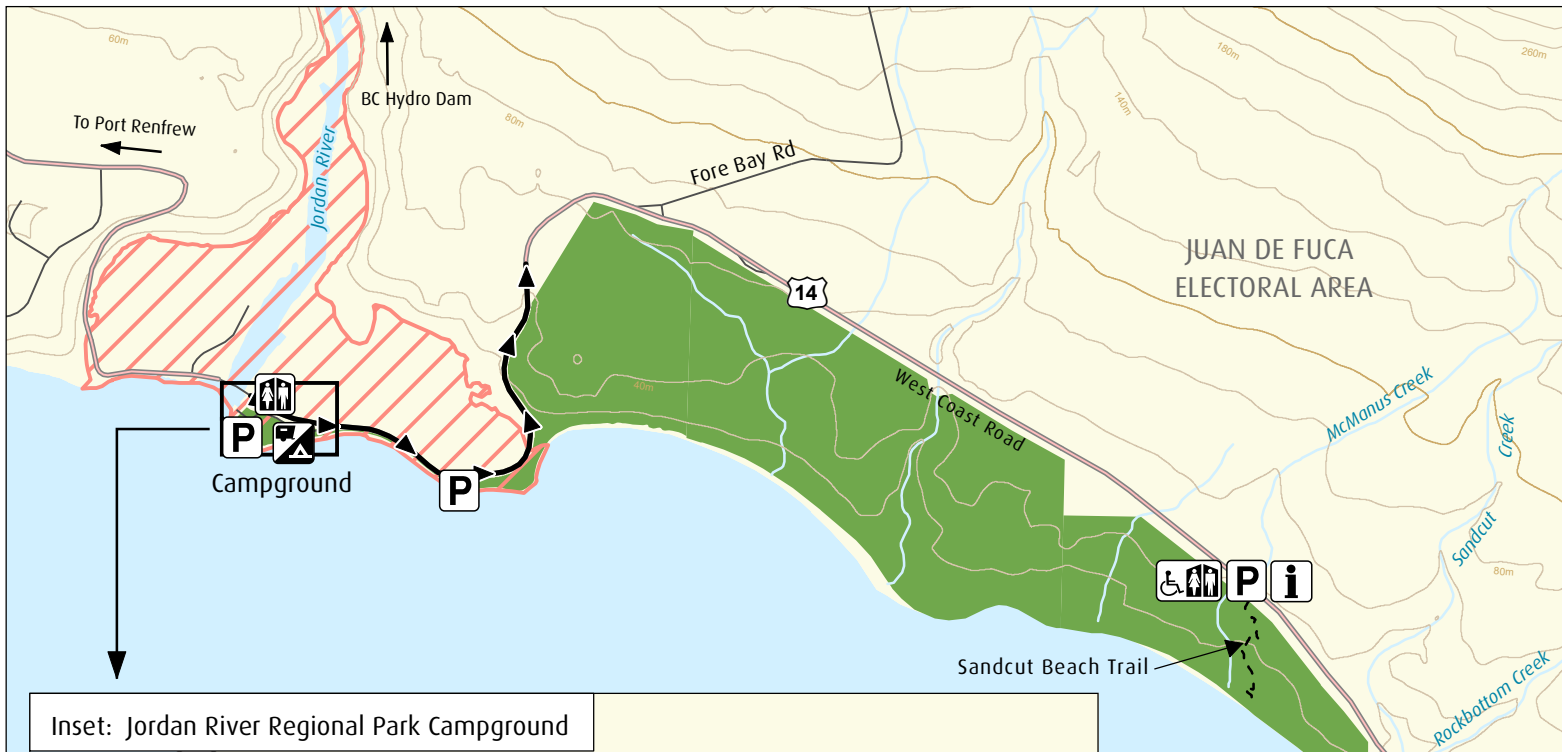 60m
BC Hydro Dam
80m
180m
260m
140m
To Port Renfrew
Jordan River
Fore Bay Rd
JUAN DE FUCA
ELECTORAL AREA
14
40m
West Coast Road
McManus Creek
Sandcut Creek
P
P
Campground
P
i
80m
Sandcut Beach Trail
Rockbottom Creek
Inset: Jordan River Regional Park Campground